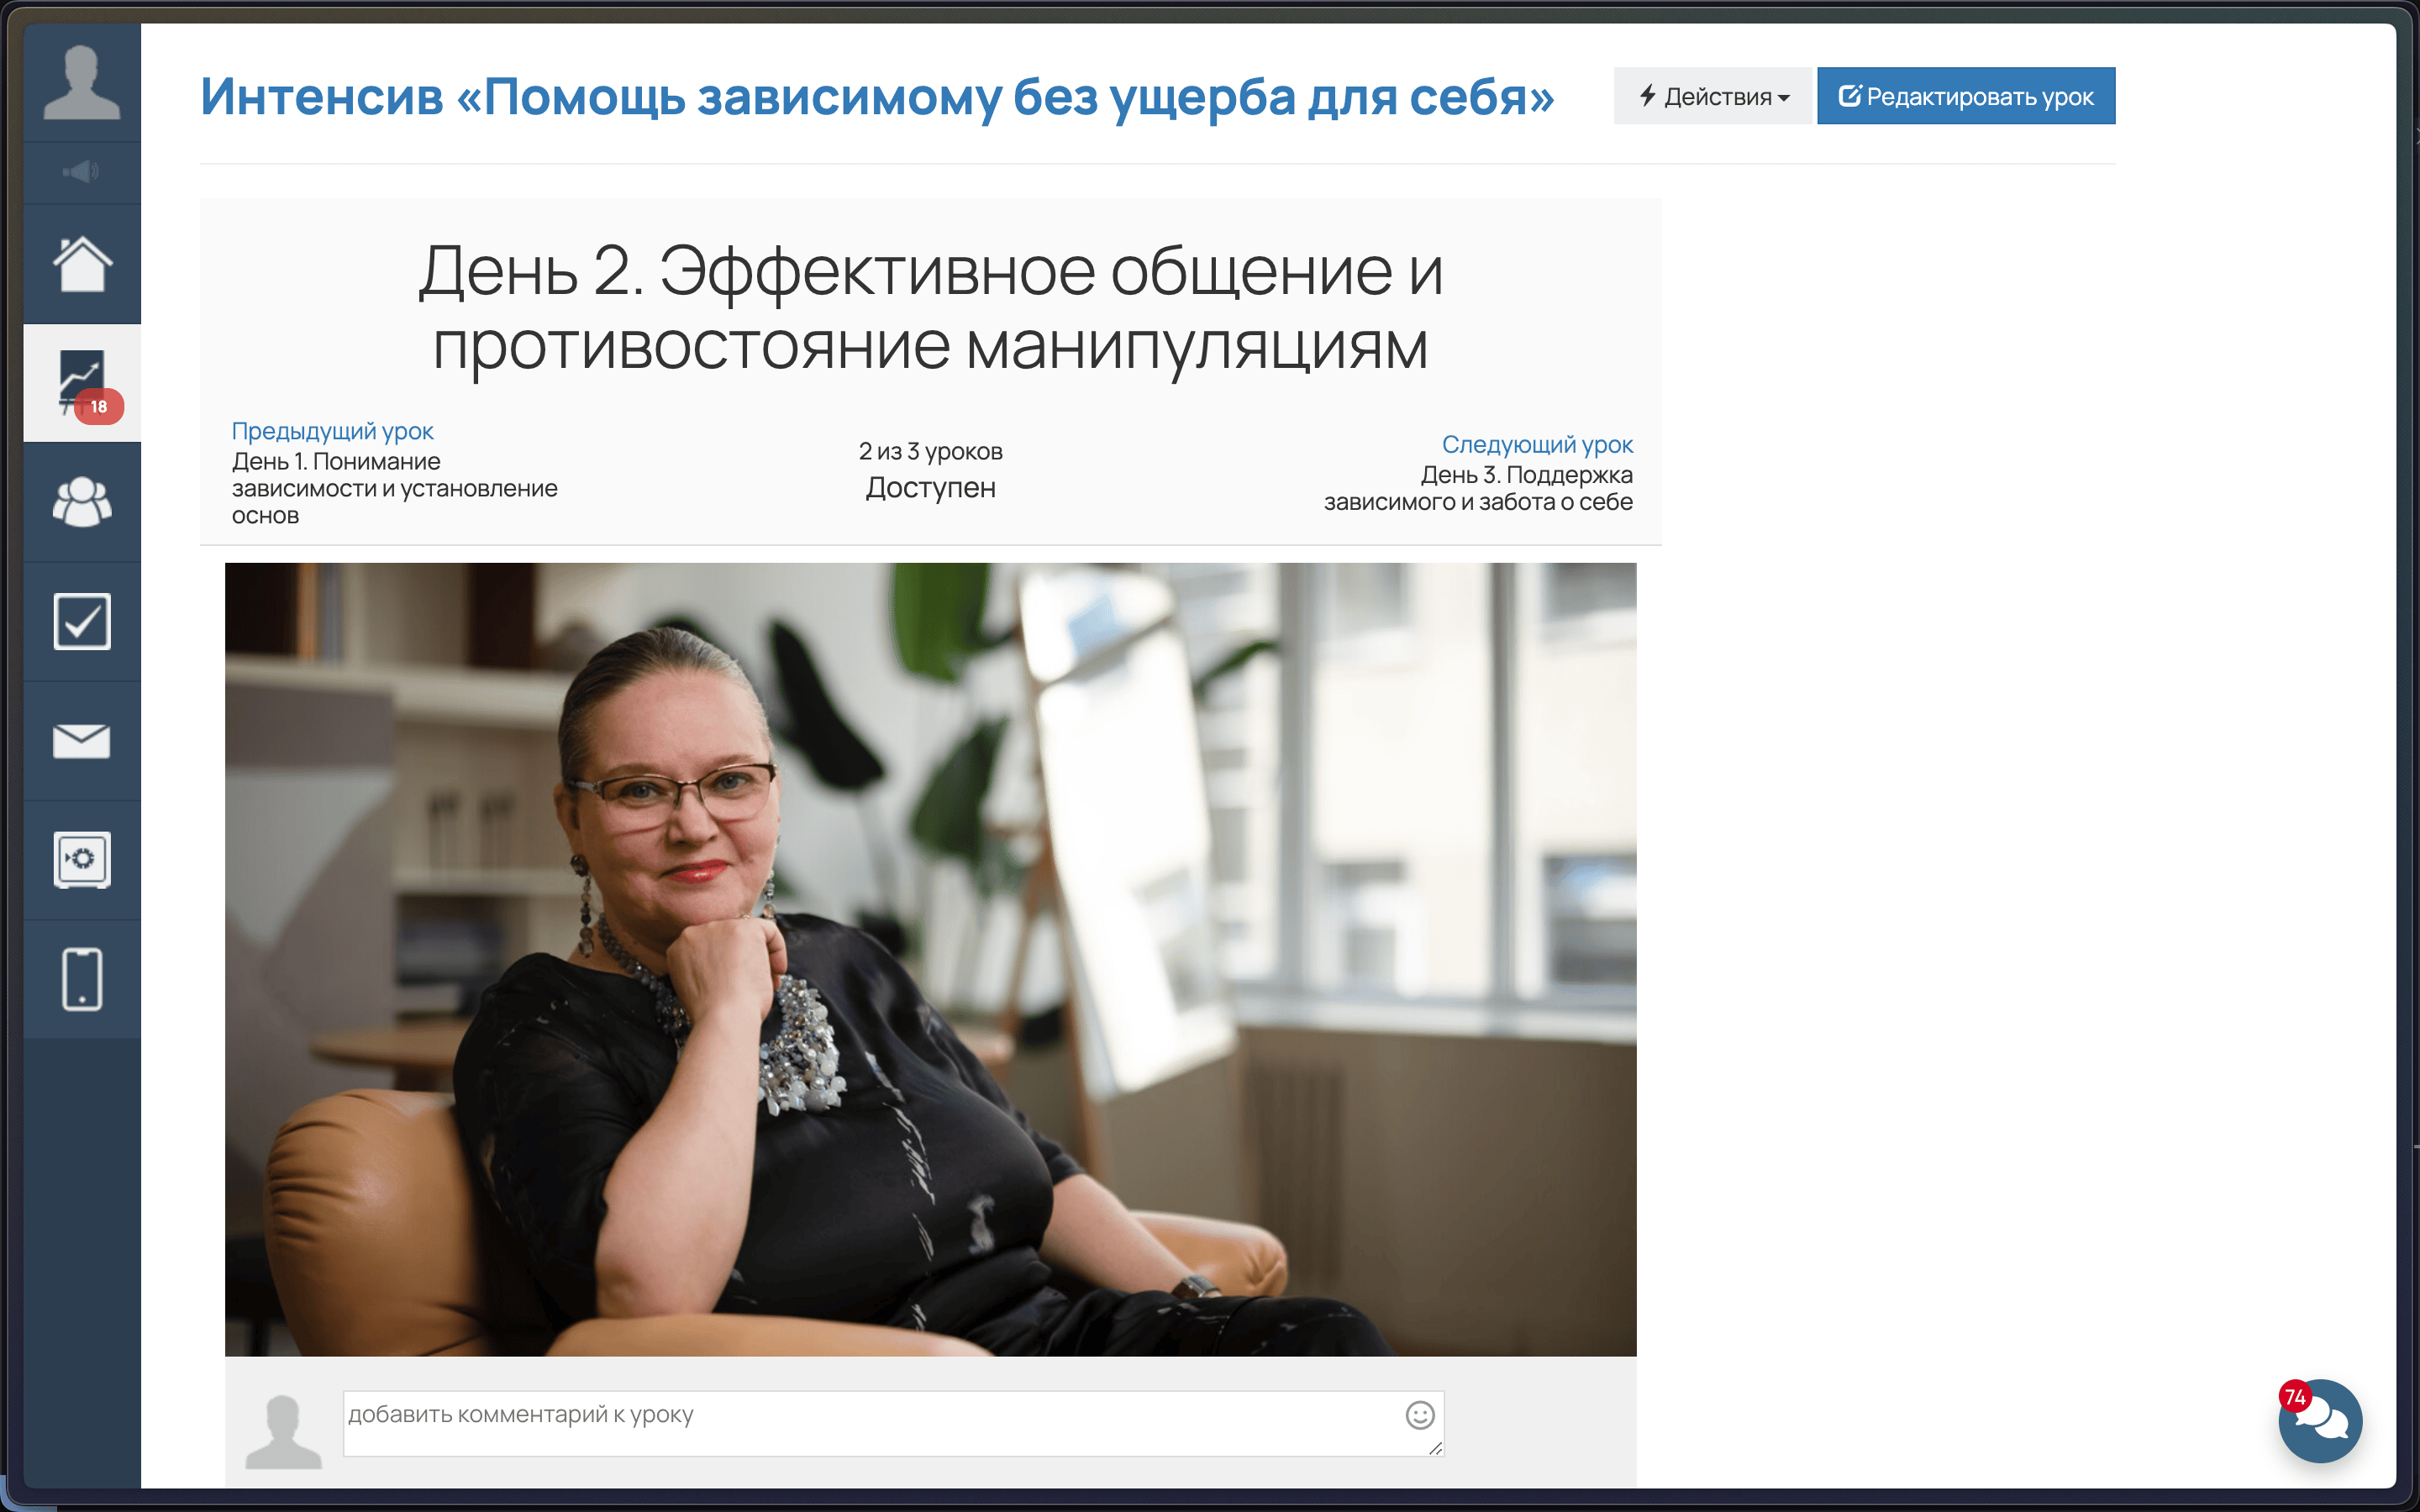 Интенсив «Помощь зависимому без ущерба для себя»
Действия
Редактировать урок
День 2. Эффективное общение и
противостояние манипуляциям
18
Предыдущий урок
День 1. Понимание
зависимости и установление
основ
2 из 3 уроков
Доступен
Следующий урок
День 3. Поддержка
зависимого и забота о себе
добавить комментарий к уроку
74